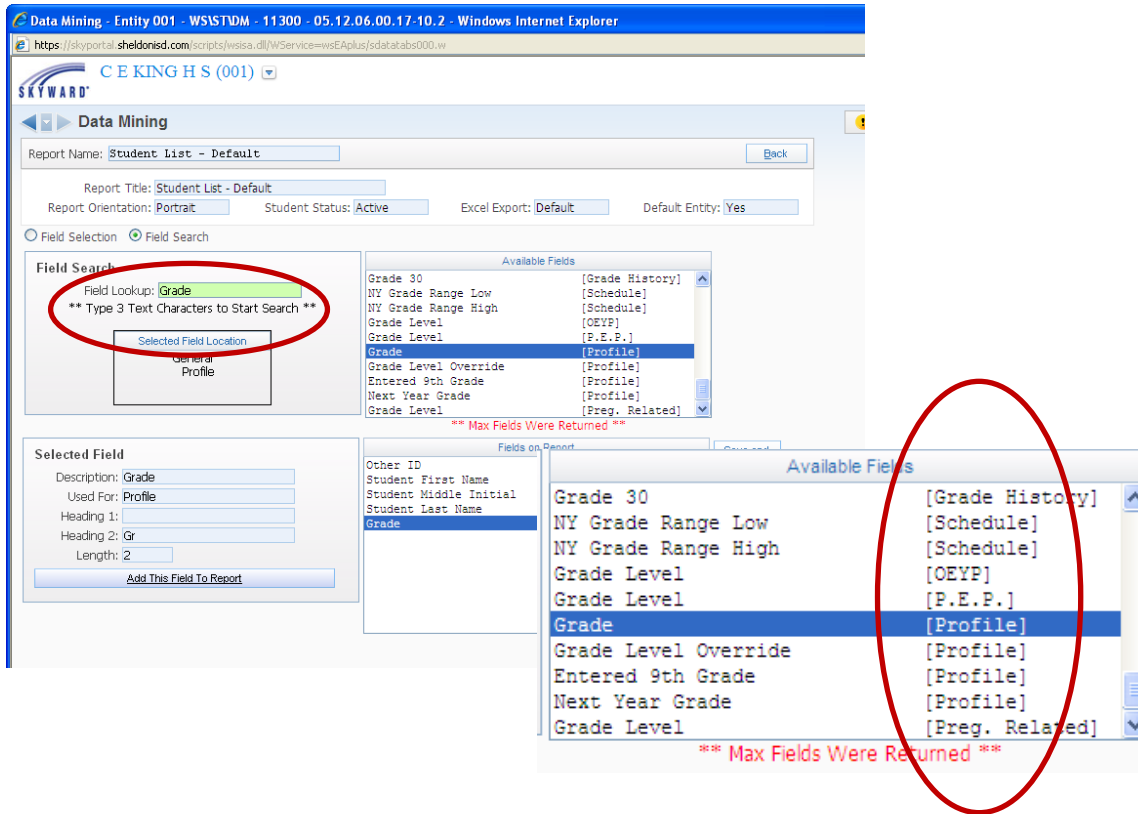 Data Mining - Entity 001 - WS\ST\DM - 11300 - 05.12.06.00.17-10.2 - Windows Internet Explorer
https://skyportal.sheldonisd.com/scripts/wsisa.dll/WService=wsEAplus/sdatatabs000.w
C E KING H S (001)
SKYWARD
Data Mining
Report Name: Student List - Default Back
Report Title: Student List - Default
Report Orientation: Portrait Student Status: Active Excel Export: Default Default Entity: Yes
Field Selection Field Search
Field Search
Field Lookup: Grade
** Type 3 Text Characters to Start Search **
Selected Field Location
General
Profile
Available Fields
Grade 30 [Grade History]
NY Grade Range Low [Schedule]
NY Grade Range High [Schedule]
Grade Level [OEYP]
Grade Level [P.E.P.]
Grade [Profile]
Grade Level Override [Profile]
Entered 9th Grade [Profile]
Next Year Grade [Profile]
Grade Level [Preg. Related]
** Max Fields Were Returned **
Selected Field
Description: Grade
Used For: Profile
Heading 1:
Heading 2: Gr
Length: 2
Add This Field To Report
Fields on Report
Other ID
Student First Name
Student Middle Initial
Student Last Name
Grade
Available Fields
Grade 30 [Grade History]
NY Grade Range Low [Schedule]
NY Grade Range High [Schedule]
Grade Level [OEYP]
Grade Level [P.E.P.]
Grade [Profile]
Grade Level Override [Profile]
Entered 9th Grade [Profile]
Next Year Grade [Profile]
Grade Level [Preg. Related]
** Max Fields Were Returned **